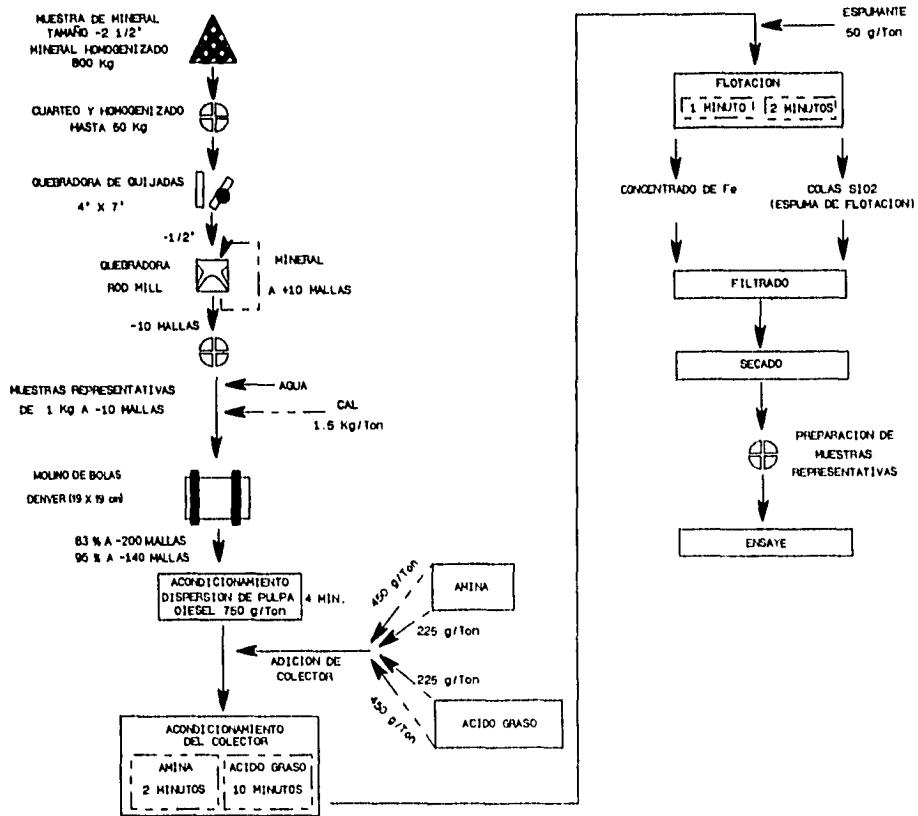 MUESTRA DE MINERAL
TAMAÑO -2 1/2"
MINERAL HOMOGENIZADO
800 Kg
CUARTEO Y HOMOGENIZADO
HASTA 50 Kg
QUEBRADORA DE QUIJADAS
4" X 7"
-1/2"
QUEBRADORA
ROD MILL
MINERAL
A +10 MALLAS
-10 MALLAS
MUESTRAS REPRESENTATIVAS
DE 1 Kg A -10 MALLAS
AGUA
CAL
1.5 Kg/Ton
MOLINO DE BOLAS
DENVER (19 X 19 cm)
83 % A -200 MALLAS
95 % A -140 MALLAS
ACONDICIONAMIENTO
DISPERSION DE PULPA
DIESEL 750 g/Ton
4 MIN.
450 g/Ton
AMINA
225 g/Ton
ADICION DE
COLECTOR
225 g/Ton
450 g/Ton
ACIDO GRASO
ACONDICIONAMIENTO
DEL COLECTOR
AMINA
2 MINUTOS
ACIDO GRASO
10 MINUTOS
ESPUMANTE
50 g/Ton
FLOTACION
1 MINUTO
2 MINUTOS
CONCENTRADO DE Fe
COLAS SIO2
(ESPUMA DE FLOTACION)
FILTRADO
SECADO
PREPARACION DE
MUESTRAS
REPRESENTATIVAS
ENSAYE